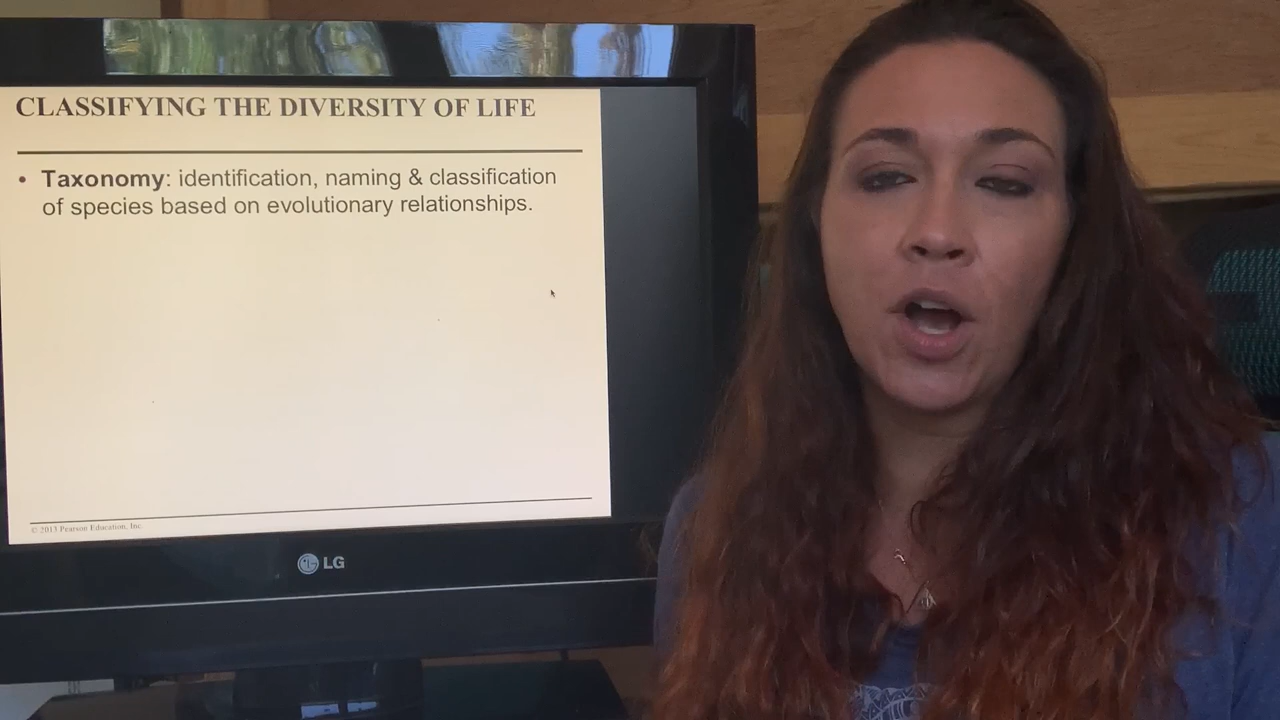 CLASSIFYING THE DIVERSITY OF LIFE
• Taxonomy: identification, naming & classification
of species based on evolutionary relationships.
© 2013 Pearson Education, Inc.
LG